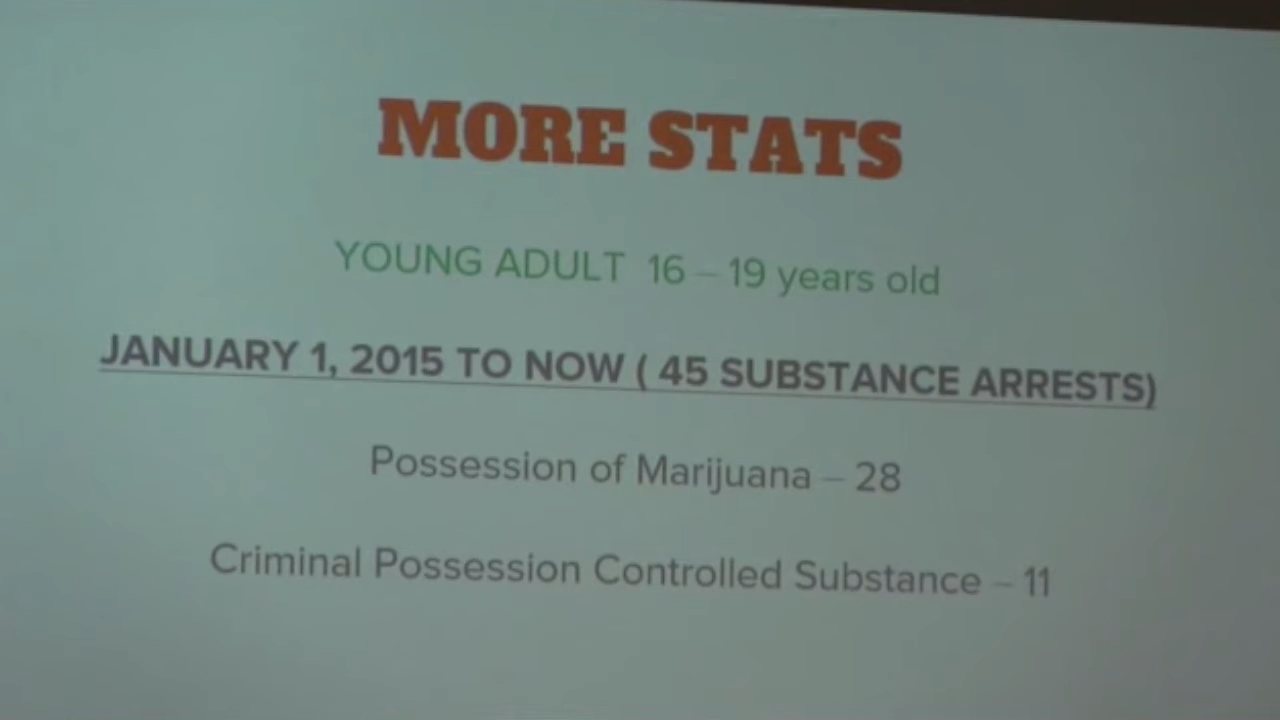 MORE STATS
YOUNG ADULT 16 – 19 years old
JANUARY 1, 2015 TO NOW ( 45 SUBSTANCE ARRESTS)
Possession of Marijuana – 28
Criminal Possession Controlled Substance – 11